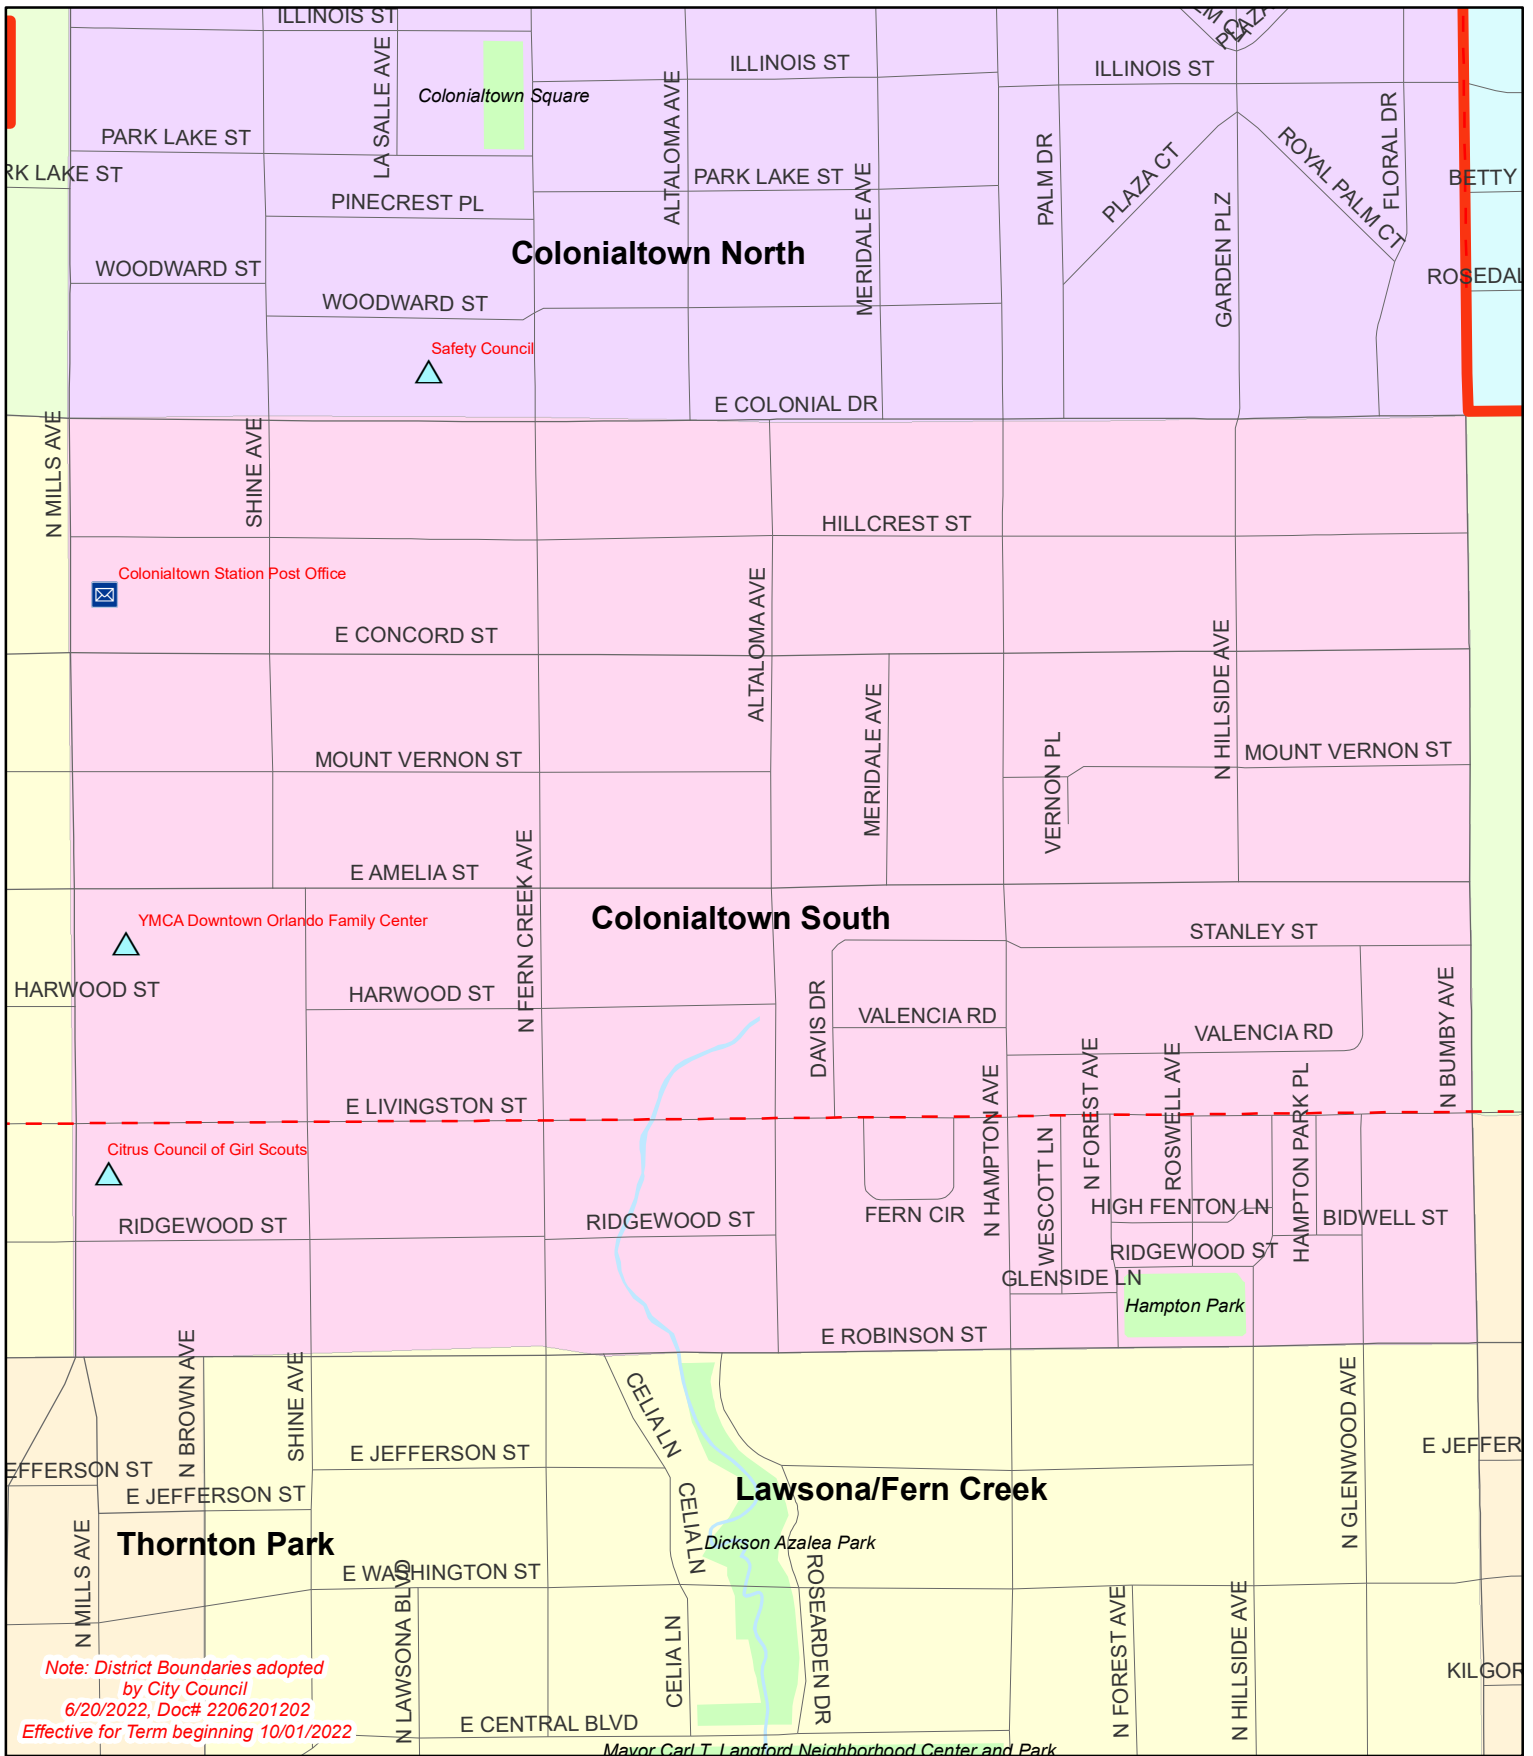 ILLINOIS ST
PLAZA
ILLINOIS ST
ILLINOIS ST
LA SALLE AVE
Colonialtown Square
ALTALOMA AVE
FLORAL DR
PARK LAKE ST
RK LAKE ST
PARK LAKE ST
PALM DR
PLAZA CT
ROYAL PALM CT
BETTY
PINECREST PL
MERIDALE AVE
GARDEN PLZ
Colonialtown North
WOODWARD ST
ROSEDAL
WOODWARD ST
Safety Council
E COLONIAL DR
N MILLS AVE
SHINE AVE
HILLCREST ST
Colonialtown Station Post Office
ALTALOMA AVE
E CONCORD ST
N HILLSIDE AVE
MERIDALE AVE
MOUNT VERNON ST
MOUNT VERNON ST
VERNON PL
E AMELIA ST
N FERN CREEK AVE
YMCA Downtown Orlando Family Center
Colonialtown South
STANLEY ST
HARWOOD ST
HARWOOD ST
DAVIS DR
VALENCIA RD
VALENCIA RD
N BUMBY AVE
E LIVINGSTON ST
N HAMPTON AVE
N FOREST AVE
ROSWELL AVE
HAMPTON PARK PL
Citrus Council of Girl Scouts
WESCOTT LN
RIDGEWOOD ST
RIDGEWOOD ST
FERN CIR
HIGH FENTON LN
BIDWELL ST
RIDGEWOOD ST
GLENSIDE LN
Hampton Park
E ROBINSON ST
N BROWN AVE
SHINE AVE
CELIA LN
N GLENWOOD AVE
E JEFFERSON ST
E JEFFER
EFFERSON ST
E JEFFERSON ST
Lawsona/Fern Creek
CELIA LN
Thornton Park
Dickson Azalea Park
N MILLS AVE
E WASHINGTON ST
N LAWSONA BLVD
ROSEARDEN DR
CELIA LN
N FOREST AVE
N HILLSIDE AVE
KILGOR
Note: District Boundaries adopted
by City Council
6/20/2022, Doc# 2206201202
Effective for Term beginning 10/01/2022
E CENTRAL BLVD
Mayor Carl T. Langford Neighborhood Center and Park